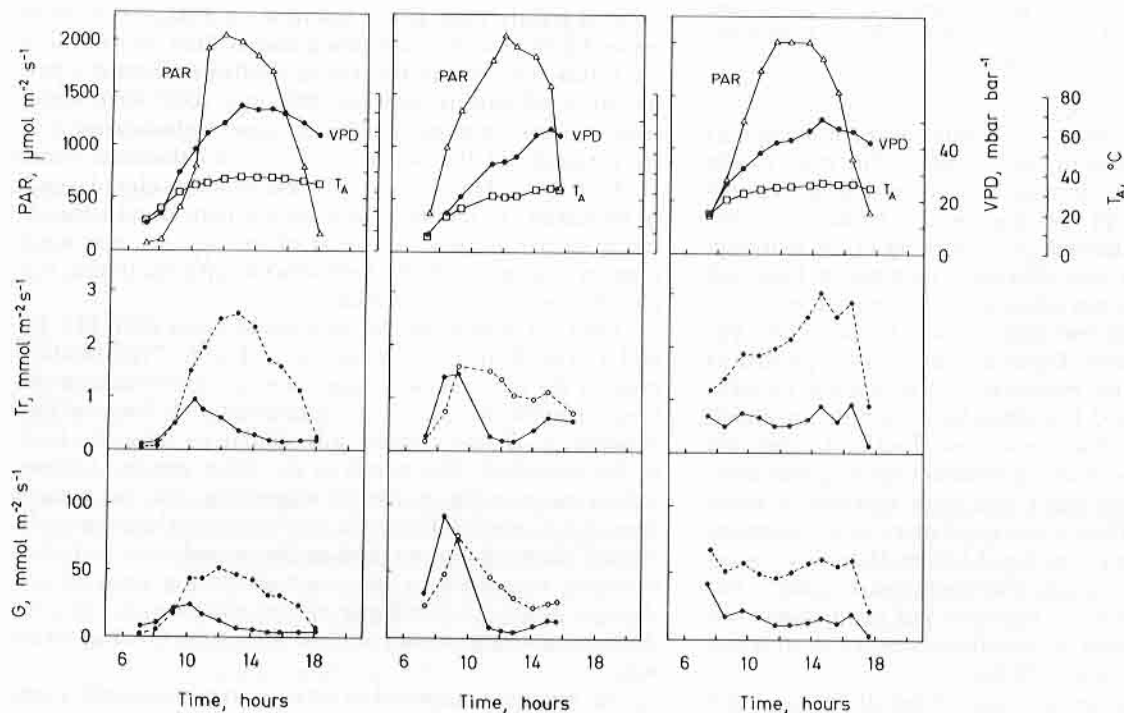 PAR, μmol m⁻² s⁻¹
2000
1500
1000
500
0
PAR
VPD
T_A
PAR
VPD
T_A
PAR
VPD
T_A
40
20
0
VPD, mbar bar⁻¹
80
60
40
20
0
T_A, °C
Tr, mmol m⁻² s⁻¹
3
2
1
0
G, mmol m⁻² s⁻¹
100
50
0
6 10 14 18
6 10 14 18
6 10 14 18
Time, hours
Time, hours
Time, hours